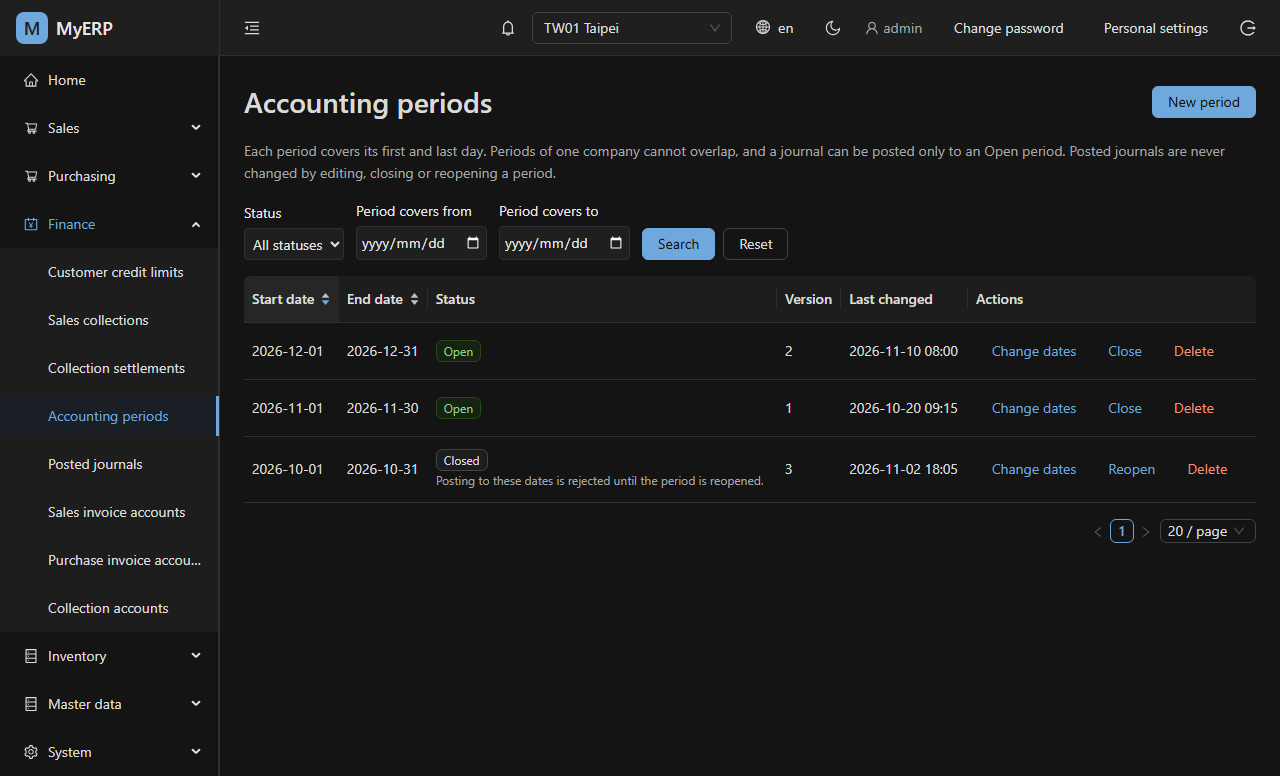 M MyERP
TW01 Taipei
en
admin
Change password
Personal settings
Home
Sales
Purchasing
Finance
Customer credit limits
Sales collections
Collection settlements
Accounting periods
Posted journals
Sales invoice accounts
Purchase invoice accou...
Collection accounts
Inventory
Master data
System
Accounting periods
New period
Each period covers its first and last day. Periods of one company cannot overlap, and a journal can be posted only to an Open period. Posted journals are never
changed by editing, closing or reopening a period.
Status
Period covers from
Period covers to
All statuses
yyyy/mm/dd
yyyy/mm/dd
Search
Reset
Start date End date Status Version Last changed Actions
2026-12-01 2026-12-31 Open 2 2026-11-10 08:00 Change dates Close Delete
2026-11-01 2026-11-30 Open 1 2026-10-20 09:15 Change dates Close Delete
2026-10-01 2026-10-31 Closed 3 2026-11-02 18:05 Change dates Reopen Delete
Posting to these dates is rejected until the period is reopened.
1
20 / page